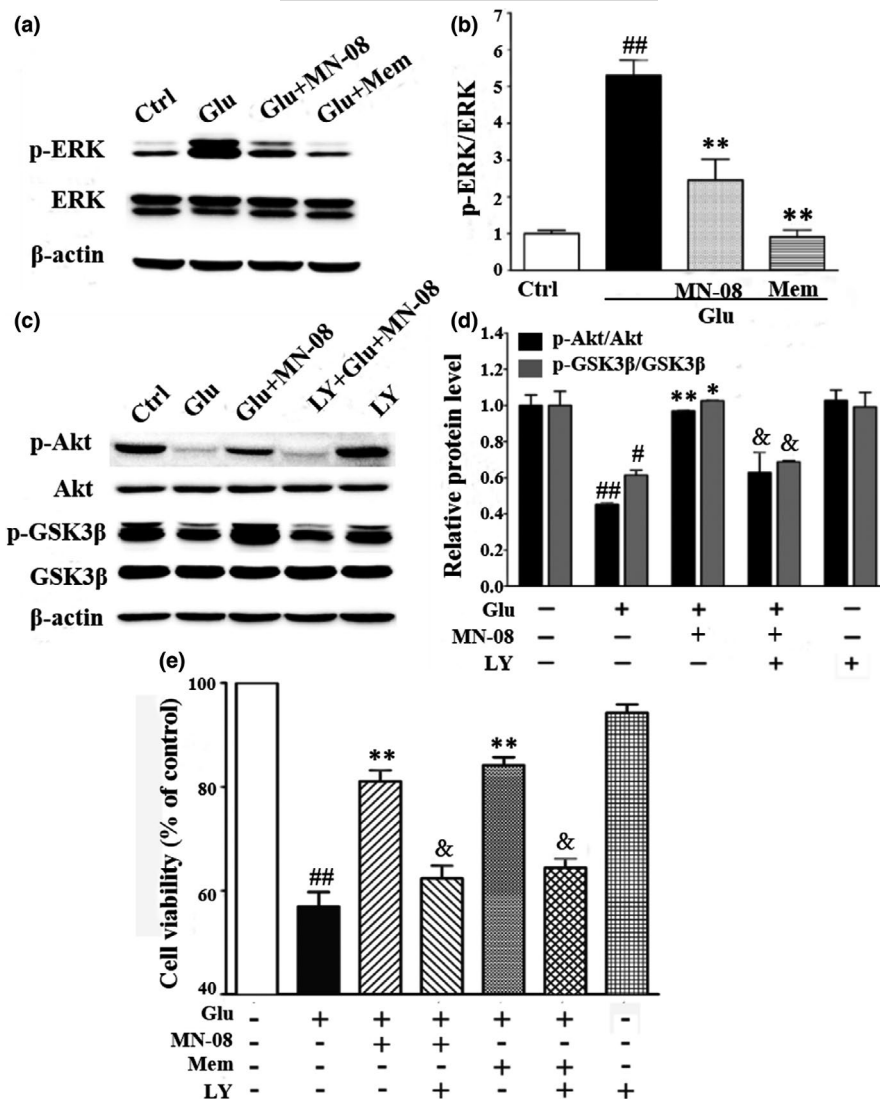 (a)
Ctrl Glu Glu+MN-08 Glu+Mem
p-ERK
ERK
β-actin
(b)
p-ERK/ERK
7
6
5
4
3
2
1
0
##
**
**
Ctrl MN-08 Mem
Glu
(c)
Ctrl Glu Glu+MN-08 LY+Glu+MN-08 LY
p-Akt
Akt
p-GSK3β
GSK3β
β-actin
(d)
p-Akt/Akt
p-GSK3β/GSK3β
Relative protein level
1.4
1.2
1.0
0.8
0.6
0.4
0.2
0.0
## # ** * & &
Glu − + + + −
MN-08 − − + + −
LY − − − + +
(e)
Cell viability (% of control)
100
80
60
40
## ** & ** &
Glu - + + + + + -
MN-08 - - + + - - -
Mem - - - - + + -
LY - - - + - + +